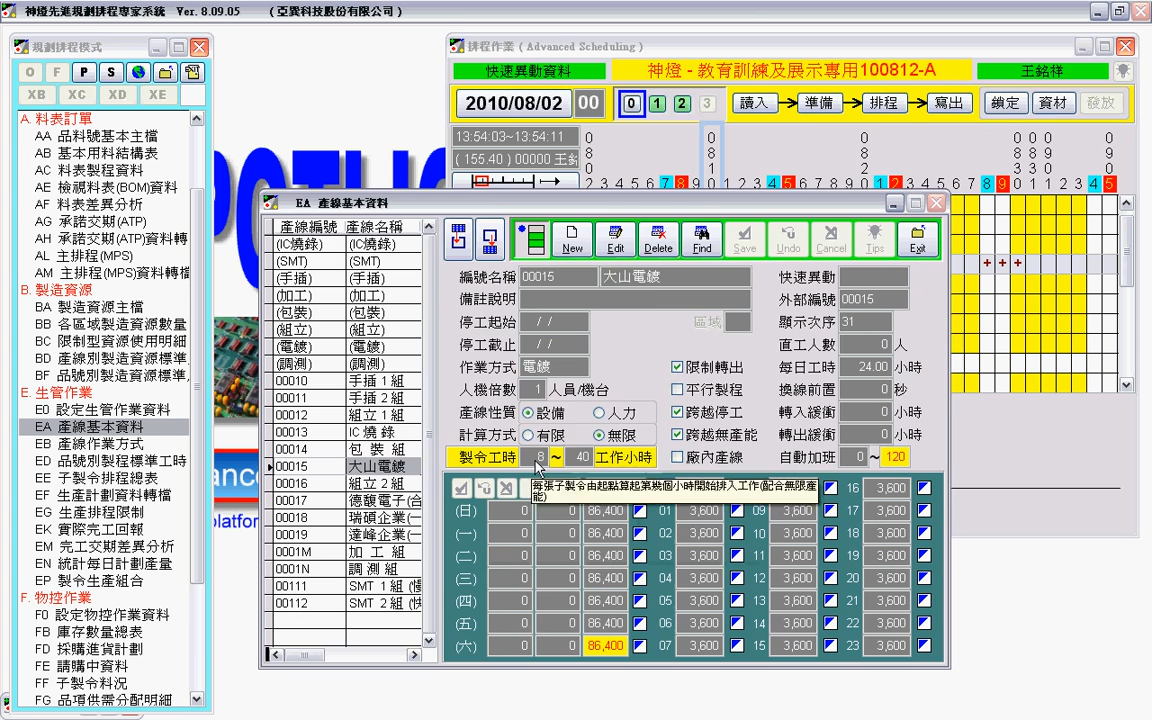 神燈先進規劃排程專家系統 Ver. 8.09.05 (亞異科技股份有限公司)
規劃排程模式
O F P S
XB XC XD XE
A. 料表訂單
AA 品料號基本主檔
AB 基本用料結構表
AC 料表製程資料
AE 檢視料表(BOM)資料
AF 料表差異分析
AG 承諾交期(ATP)
AH 承諾交期(ATP)資料轉
AL 主排程(MPS)
AM 主排程(MPS)資料轉檔
B. 製造資源
BA 製造資源主檔
BB 各區域製造資源數量
BC 限制型資源使用明細
BD 產線別製造資源標準
BF 品號別製造資源標準
E. 生管作業
E0 設定生管作業資料
EA 產線基本資料
EB 產線作業方式
ED 品號別製程標準工時
EE 子製令排程總表
EF 生產計劃資料轉檔
EG 生產排程限制
EK 實際完工回報
EM 完工交期差異分析
EN 統計每日計劃產量
EP 製令生產組合
F. 物控作業
F0 設定物控作業資料
FB 庫存數量總表
FD 採購進貨計劃
FE 請購中資料
FF 子製令料況
FG 品項供需分配明細
排程作業 ( Advanced Scheduling )
快速異動資料 神燈 - 教育訓練及展示專用100812-A 王銘祥
2010/08/02 00 0 1 2 3 讀入 準備 排程 寫出 鎖定 資材 發放
13:54:03~13:54:11
( 155.40 ) 00000 王銘
EA 產線基本資料
產線編號 產線名稱
(IC燒錄) (IC燒錄)
(SMT) (SMT)
(手插) (手插)
(加工) (加工)
(包裝) (包裝)
(組立) (組立)
(電鍍) (電鍍)
(調測) (調測)
00010 手插 1 組
00011 手插 2 組
00012 組立 1 組
00013 IC 燒 錄
00014 包 裝 組
00015 大山電鍍
00016 組立 2 組
00017 德馥電子(合
00018 瑞碩企業(一
00019 達峰企業(一
0001M 加 工 組
0001N 調 測 組
00111 SMT 1 組 (慢
00112 SMT 2 組 (快
New Edit Delete Find Save Undo Cancel Tips Exit
編號名稱 00015 大山電鍍 快速異動
備註說明 外部編號 00015
停工起始 / / 區域 顯示次序 31
停工截止 / / 直工人數 0 人
作業方式 電鍍 限制轉出 每日工時 24.00 小時
人機倍數 1 人員/機台 平行製程 換線前置 0 秒
產線性質 設備 人力 跨越停工 轉入緩衝 0 小時
計算方式 有限 無限 跨越無產能 轉出緩衝 0 小時
製令工時 8 ~ 40 工作小時 廠內產線 自動加班 0 ~ 120
每張子製令由起點算起第幾個小時開始排入工作(配合無限產能)
16 3,600
(日) 0 0 86,400 01 3,600 09 3,600 17 3,600
(一) 0 0 86,400 02 3,600 10 3,600 18 3,600
(二) 0 0 86,400 03 3,600 11 3,600 19 3,600
(三) 0 0 86,400 04 3,600 12 3,600 20 3,600
(四) 0 0 86,400 05 3,600 13 3,600 21 3,600
(五) 0 0 86,400 06 3,600 14 3,600 22 3,600
(六) 0 0 86,400 07 3,600 15 3,600 23 3,600